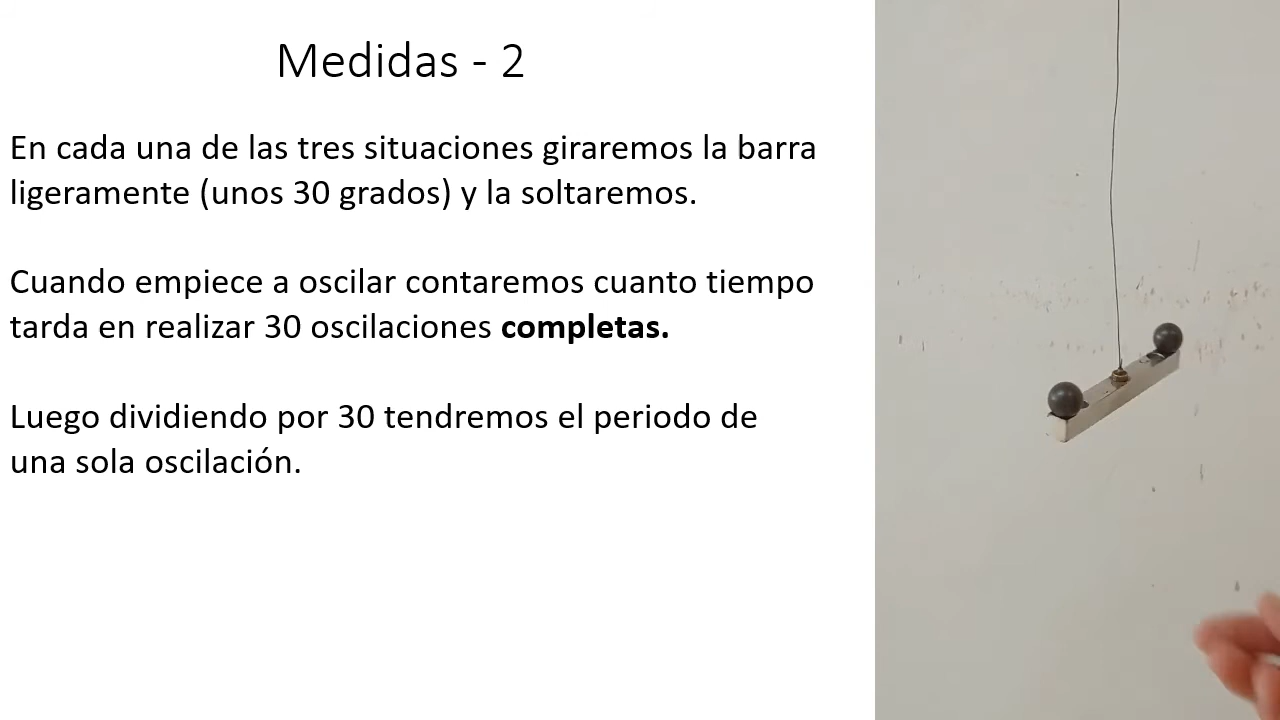 Medidas - 2
En cada una de las tres situaciones giraremos la barra
ligeramente (unos 30 grados) y la soltaremos.
Cuando empiece a oscilar contaremos cuanto tiempo
tarda en realizar 30 oscilaciones completas.
Luego dividiendo por 30 tendremos el periodo de
una sola oscilación.